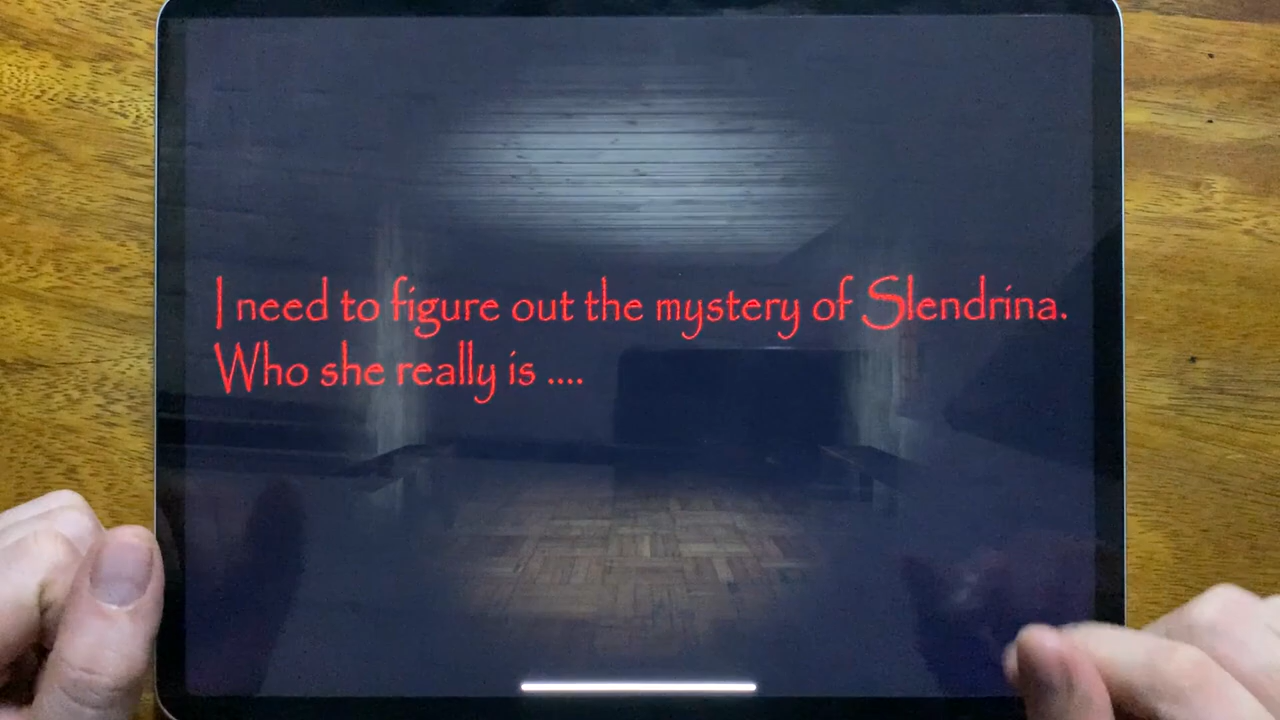 I need to figure out the mystery of Slendrina.
Who she really is ....